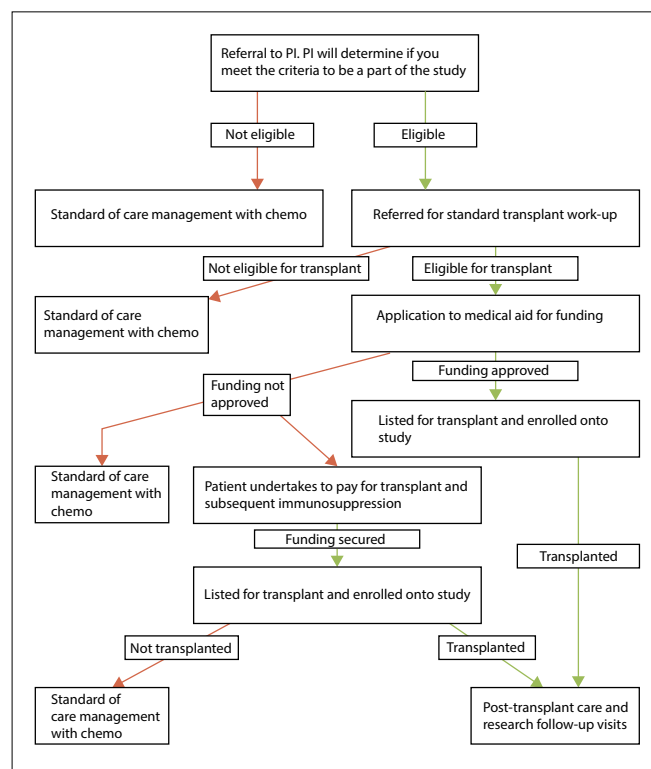 Referral to PI. PI will determine if you
meet the criteria to be a part of the study
Not eligible
Eligible
Standard of care management with chemo
Referred for standard transplant work-up
Not eligible for transplant
Eligible for transplant
Standard of care
management with chemo
Application to medical aid for funding
Funding approved
Funding not
approved
Listed for transplant and enrolled onto
study
Standard of care
management with
chemo
Patient undertakes to pay for transplant and
subsequent immunosuppression
Funding secured
Transplanted
Listed for transplant and enrolled onto study
Not transplanted
Transplanted
Standard of
care management
with chemo
Post-transplant care and
research follow-up visits